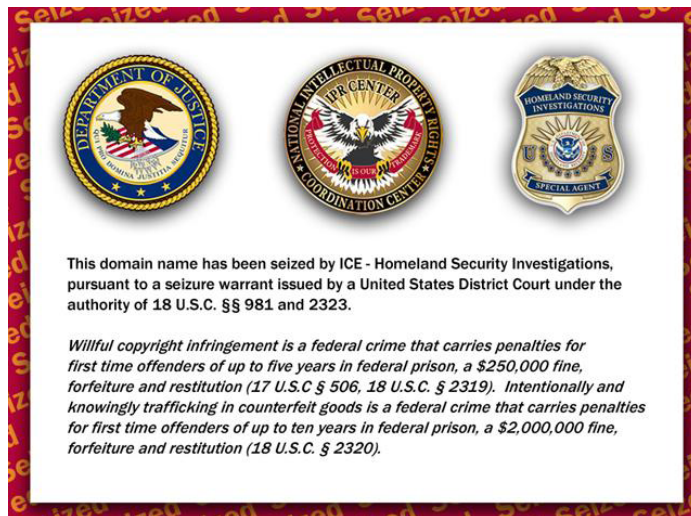 DEPARTMENT OF JUSTICE
QUI PRO DOMINA JUSTITIA SEQUITUR
NATIONAL INTELLECTUAL PROPERTY RIGHTS
COORDINATION CENTER
IPR CENTER
PROTECTION IS OUR TRADEMARK
HOMELAND SECURITY
INVESTIGATIONS
U S
SPECIAL AGENT
This domain name has been seized by ICE - Homeland Security Investigations,
pursuant to a seizure warrant issued by a United States District Court under the
authority of 18 U.S.C. §§ 981 and 2323.
Willful copyright infringement is a federal crime that carries penalties for
first time offenders of up to five years in federal prison, a $250,000 fine,
forfeiture and restitution (17 U.S.C § 506, 18 U.S.C. § 2319). Intentionally and
knowingly trafficking in counterfeit goods is a federal crime that carries penalties
for first time offenders of up to ten years in federal prison, a $2,000,000 fine,
forfeiture and restitution (18 U.S.C. § 2320).
Seized Seized Seized Seized Seized